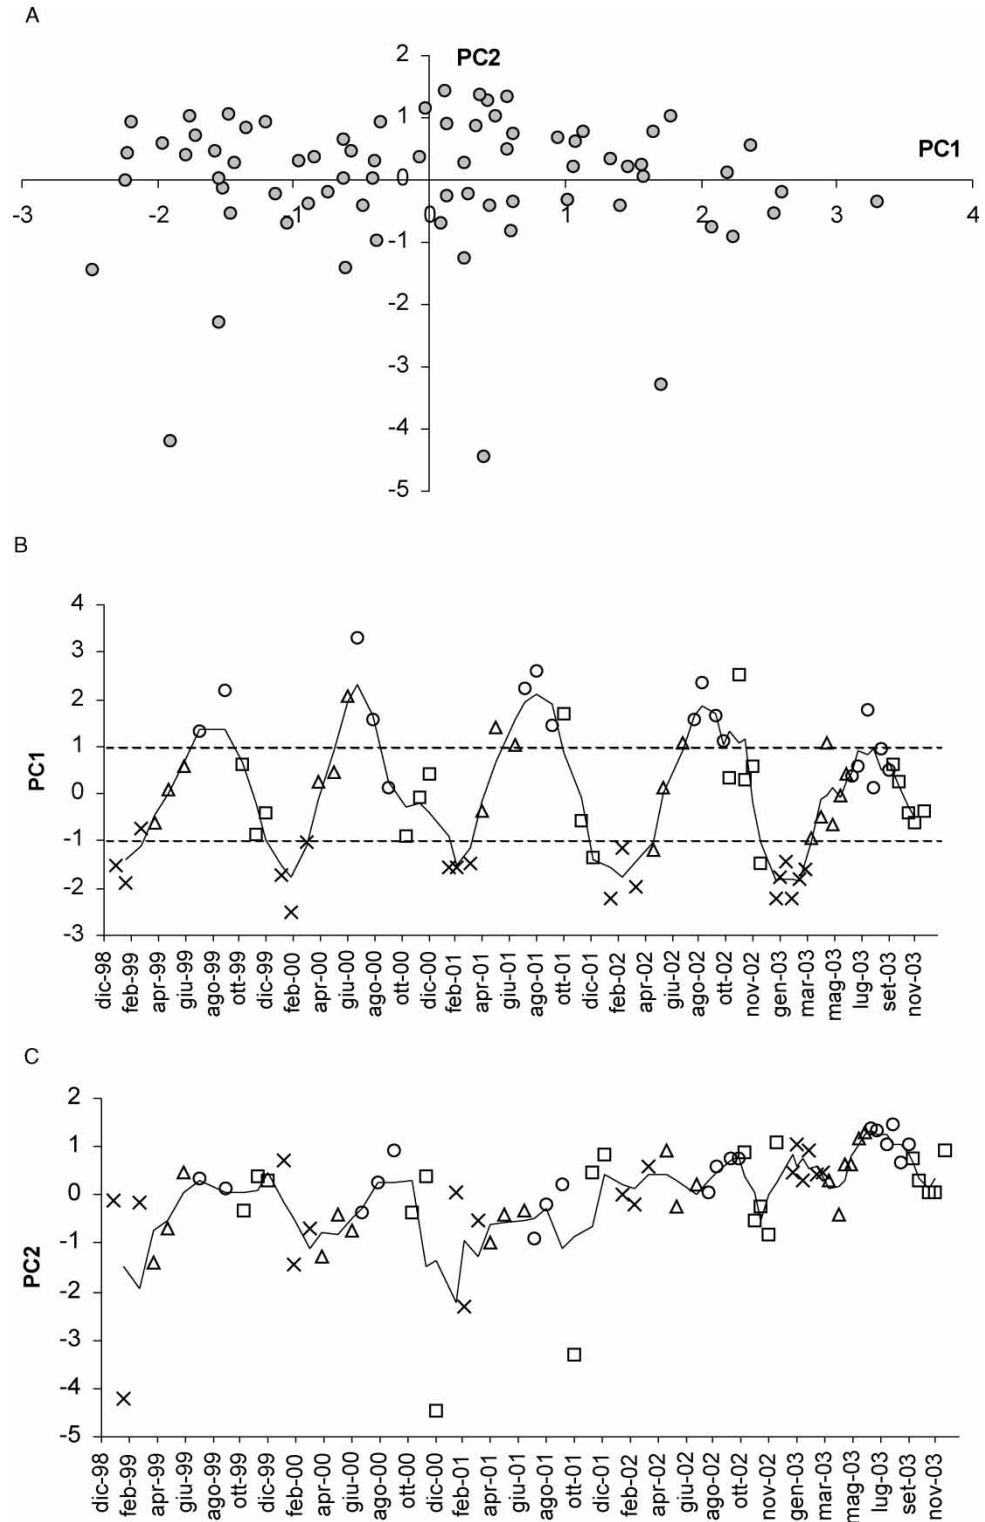 A
PC2
2
1
0
-1
-2
-3
-4
-5
PC1
-3 -2 -1 0 1 2 3 4
B
PC1
4
3
2
1
0
-1
-2
-3
dic-98 feb-99 apr-99 giu-99 ago-99 ott-99 dic-99 feb-00 apr-00 giu-00 ago-00 ott-00 dic-00 feb-01 apr-01 giu-01 ago-01 ott-01 dic-01 feb-02 apr-02 giu-02 ago-02 ott-02 nov-02 gen-03 mar-03 mag-03 lug-03 set-03 nov-03
C
PC2
2
1
0
-1
-2
-3
-4
-5
dic-98 feb-99 apr-99 giu-99 ago-99 ott-99 dic-99 feb-00 apr-00 giu-00 ago-00 ott-00 dic-00 feb-01 apr-01 giu-01 ago-01 ott-01 dic-01 feb-02 apr-02 giu-02 ago-02 ott-02 nov-02 gen-03 mar-03 mag-03 lug-03 set-03 nov-03